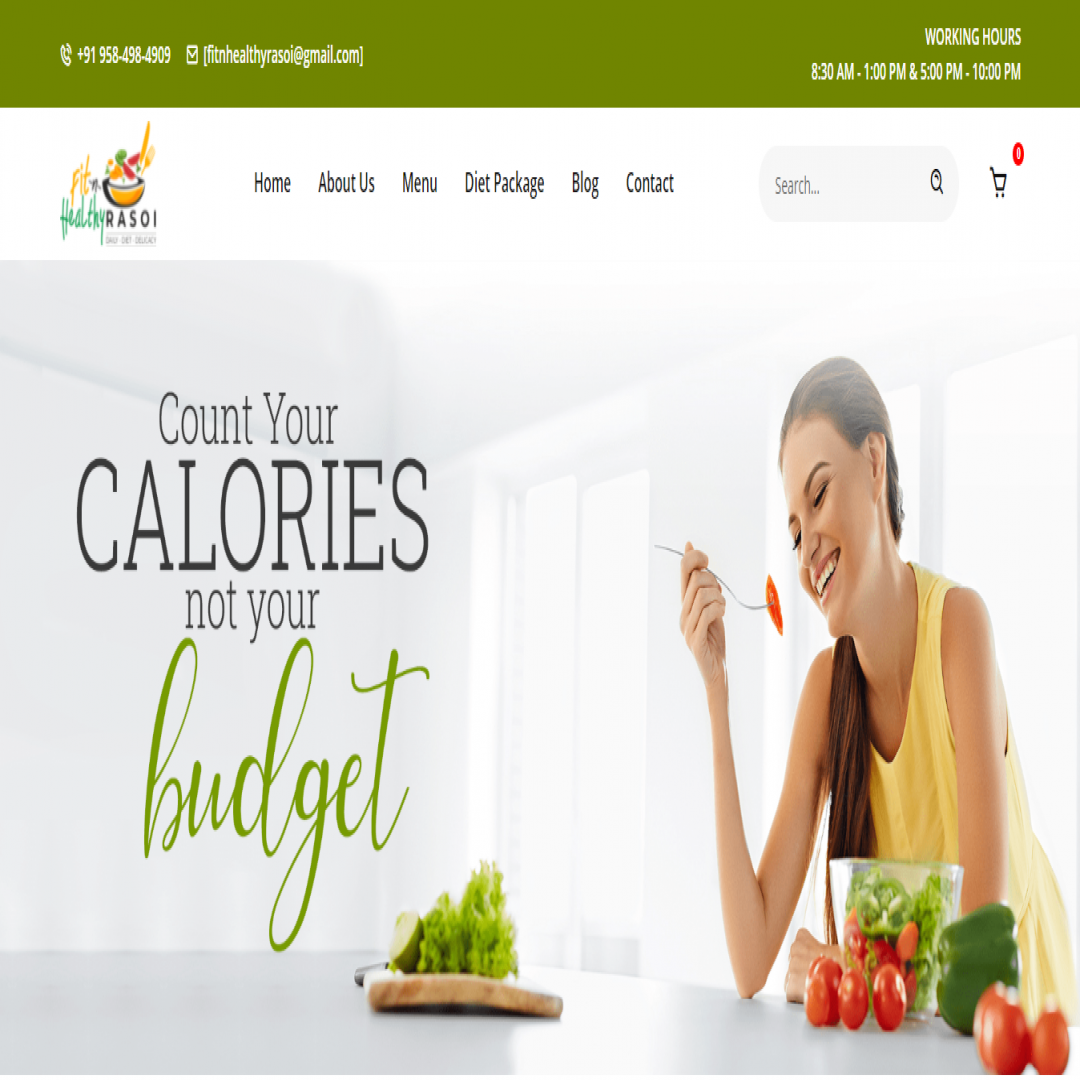 +91 958-498-4909 [fitnhealthyrasoi@gmail.com]
WORKING HOURS
8:30 AM - 1:00 PM & 5:00 PM - 10:00 PM
Fit 'n
Healthy RASOI
DAILY · DIET · DELICACY
Home About Us Menu Diet Package Blog Contact
Search...
0
Count Your
CALORIES
not your
budget